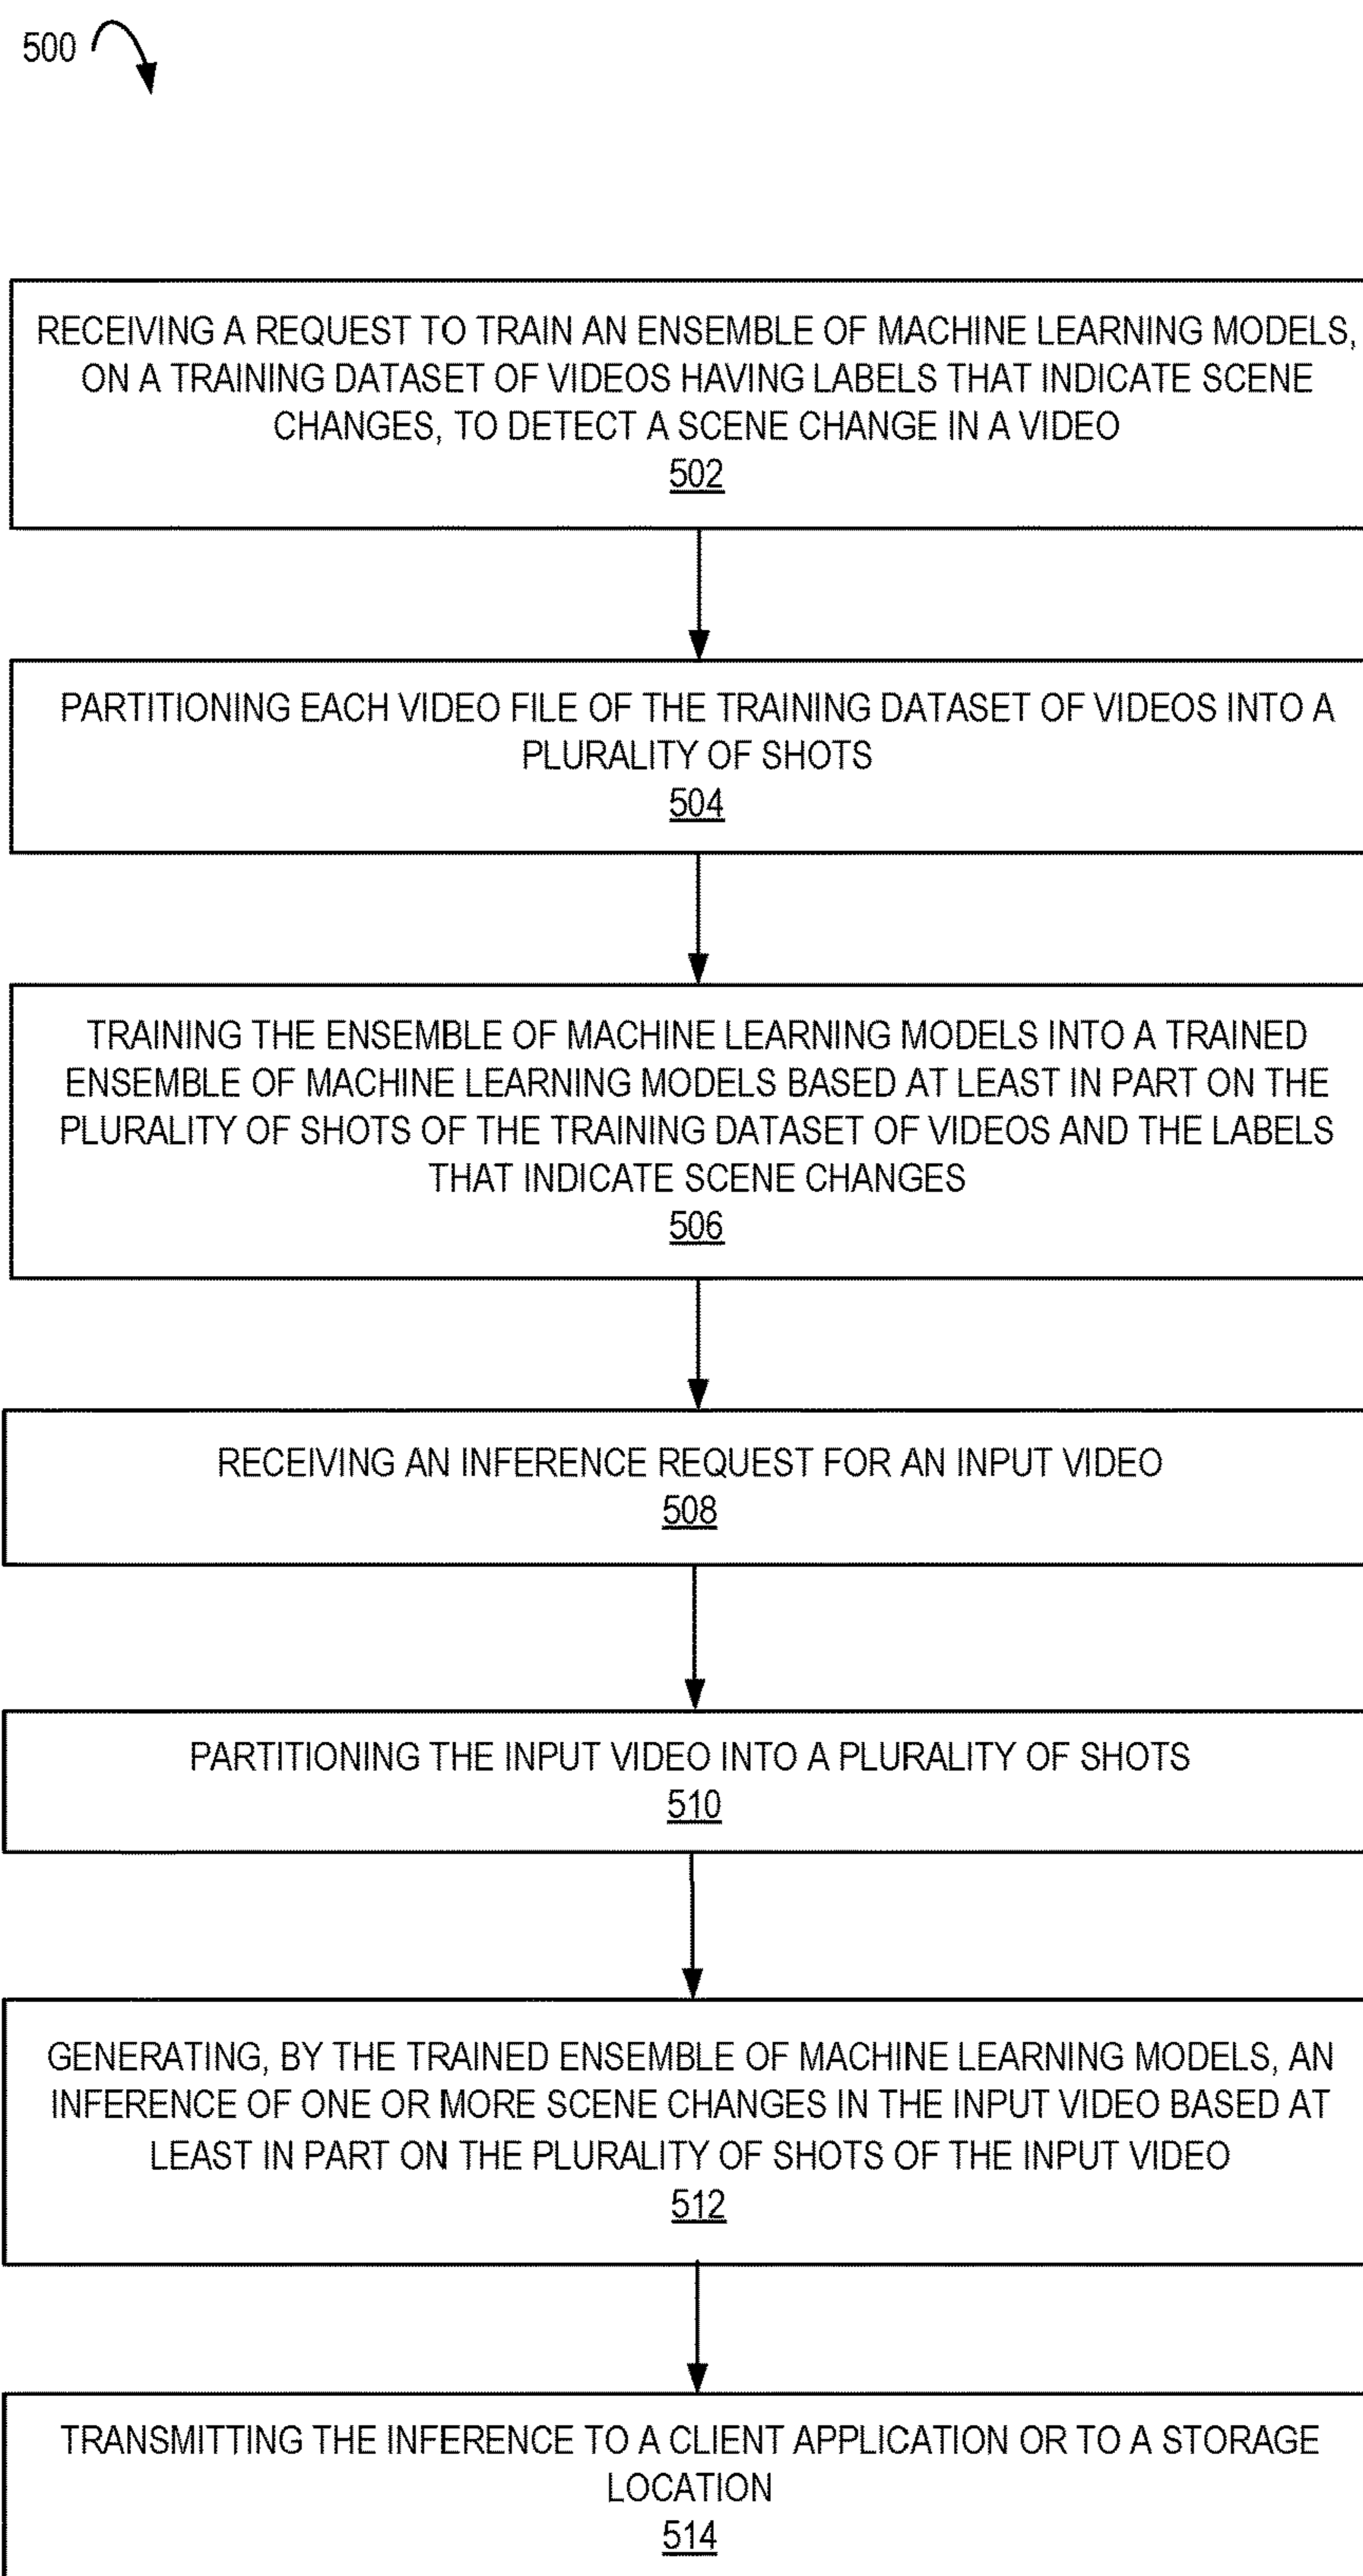 500
RECEIVING A REQUEST TO TRAIN AN ENSEMBLE OF MACHINE LEARNING MODELS,
ON A TRAINING DATASET OF VIDEOS HAVING LABELS THAT INDICATE SCENE
CHANGES, TO DETECT A SCENE CHANGE IN A VIDEO
502
PARTITIONING EACH VIDEO FILE OF THE TRAINING DATASET OF VIDEOS INTO A
PLURALITY OF SHOTS
504
TRAINING THE ENSEMBLE OF MACHINE LEARNING MODELS INTO A TRAINED
ENSEMBLE OF MACHINE LEARNING MODELS BASED AT LEAST IN PART ON THE
PLURALITY OF SHOTS OF THE TRAINING DATASET OF VIDEOS AND THE LABELS
THAT INDICATE SCENE CHANGES
506
RECEIVING AN INFERENCE REQUEST FOR AN INPUT VIDEO
508
PARTITIONING THE INPUT VIDEO INTO A PLURALITY OF SHOTS
510
GENERATING, BY THE TRAINED ENSEMBLE OF MACHINE LEARNING MODELS, AN
INFERENCE OF ONE OR MORE SCENE CHANGES IN THE INPUT VIDEO BASED AT
LEAST IN PART ON THE PLURALITY OF SHOTS OF THE INPUT VIDEO
512
TRANSMITTING THE INFERENCE TO A CLIENT APPLICATION OR TO A STORAGE
LOCATION
514